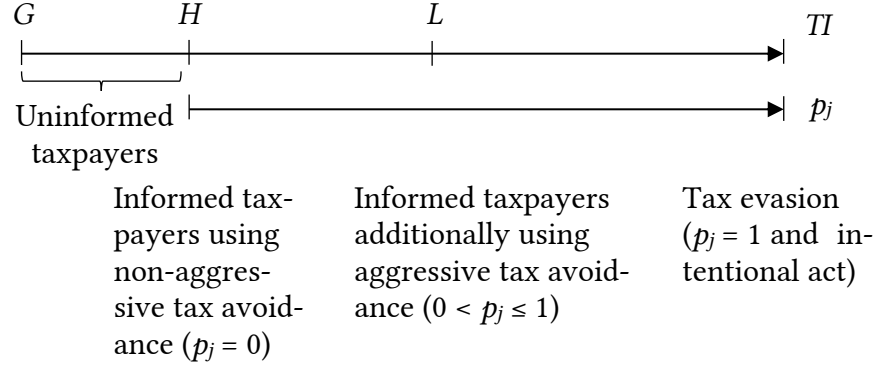 G H L TI
p_j
Uninformed
taxpayers
Informed tax-
payers using
non-aggres-
sive tax avoid-
ance (p_j = 0)
Informed taxpayers
additionally using
aggressive tax avoid-
ance (0 < p_j ≤ 1)
Tax evasion
(p_j = 1 and in-
tentional act)